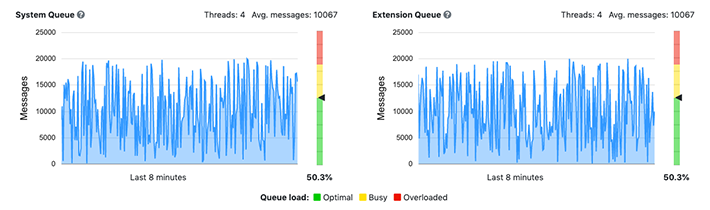 System Queue ?
Threads: 4 Avg. messages: 10067
25000
20000
15000
10000
5000
0
Messages
Last 8 minutes
50.3%
Extension Queue ?
Threads: 4 Avg. messages: 10067
25000
20000
15000
10000
5000
0
Messages
Last 8 minutes
50.3%
Queue load: Optimal Busy Overloaded